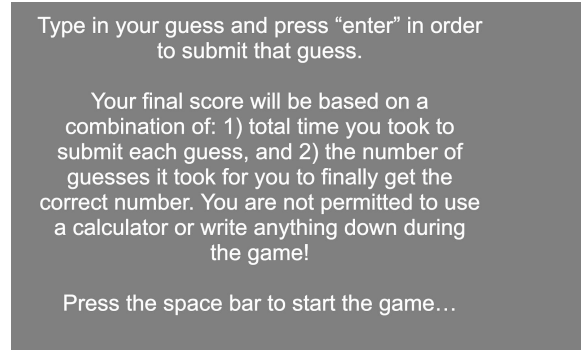 Type in your guess and press “enter” in order
to submit that guess.
Your final score will be based on a
combination of: 1) total time you took to
submit each guess, and 2) the number of
guesses it took for you to finally get the
correct number. You are not permitted to use
a calculator or write anything down during
the game!
Press the space bar to start the game…